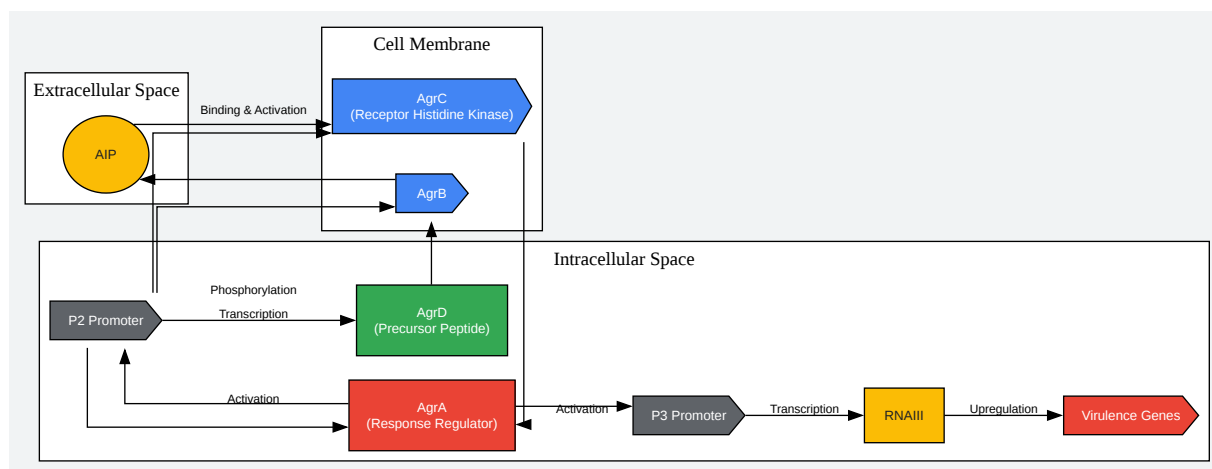 Cell Membrane
Extracellular Space
AgrC
(Receptor Histidine Kinase)
Binding & Activation
AIP
AgrB
Intracellular Space
Phosphorylation
P2 Promoter
Transcription
AgrD
(Precursor Peptide)
Activation
AgrA
(Response Regulator)
Activation
P3 Promoter
Transcription
RNAIII
Upregulation
Virulence Genes